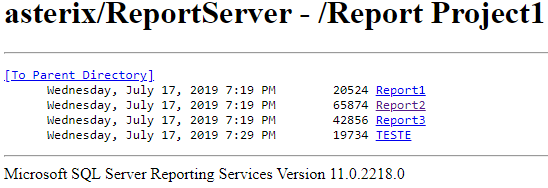 asterix/ReportServer - /Report Project1
[To Parent Directory]
Wednesday, July 17, 2019 7:19 PM 20524 Report1
Wednesday, July 17, 2019 7:19 PM 65874 Report2
Wednesday, July 17, 2019 7:19 PM 42856 Report3
Wednesday, July 17, 2019 7:29 PM 19734 TESTE
Microsoft SQL Server Reporting Services Version 11.0.2218.0